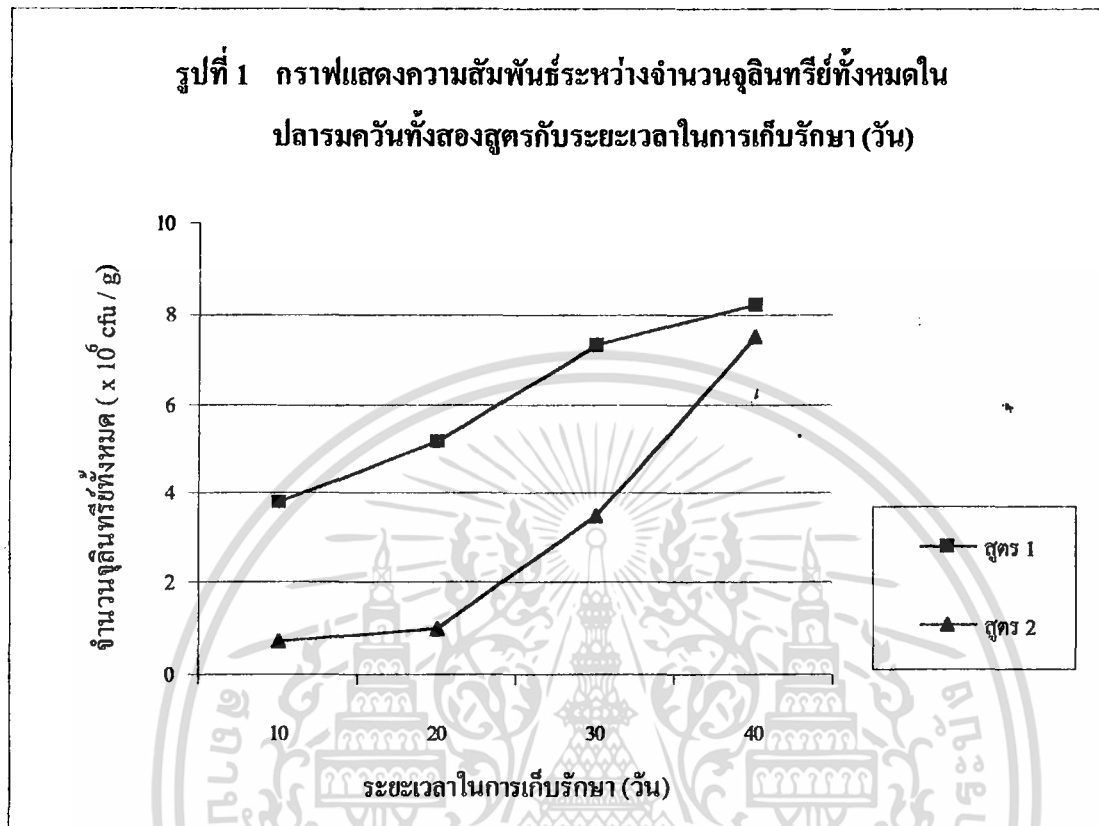 รูปที่ 1 กราฟแสดงความสัมพันธ์ระหว่างจำนวนจุลินทรีย์ทั้งหมดใน
ปลารมควันทั้งสองสูตรกับระยะเวลาในการเก็บรักษา (วัน)
จำนวนจุลินทรีย์ทั้งหมด ( x 10⁶ cfu / g)
10
8
6
4
2
0
10 20 30 40
ระยะเวลาในการเก็บรักษา (วัน)
สูตร 1
สูตร 2